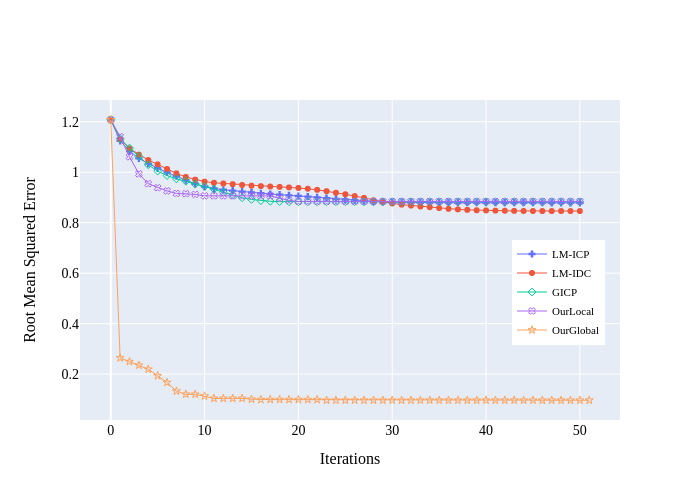 1.2
1
0.8
0.6
0.4
0.2
Root Mean Squared Error
LM-ICP
LM-IDC
GICP
OurLocal
OurGlobal
0 10 20 30 40 50
Iterations